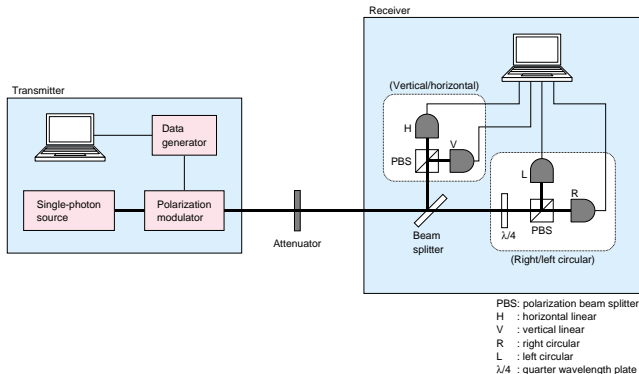 Receiver
(Vertical/horizontal)
Transmitter
H
V
Data
generator
PBS
L
R
Single-photon
source
Polarization
modulator
Attenuator
Beam
splitter
λ/4
PBS
(Right/left circular)
PBS: polarization beam splitter
H : horizontal linear
V : vertical linear
R : right circular
L : left circular
λ/4 : quarter wavelength plate